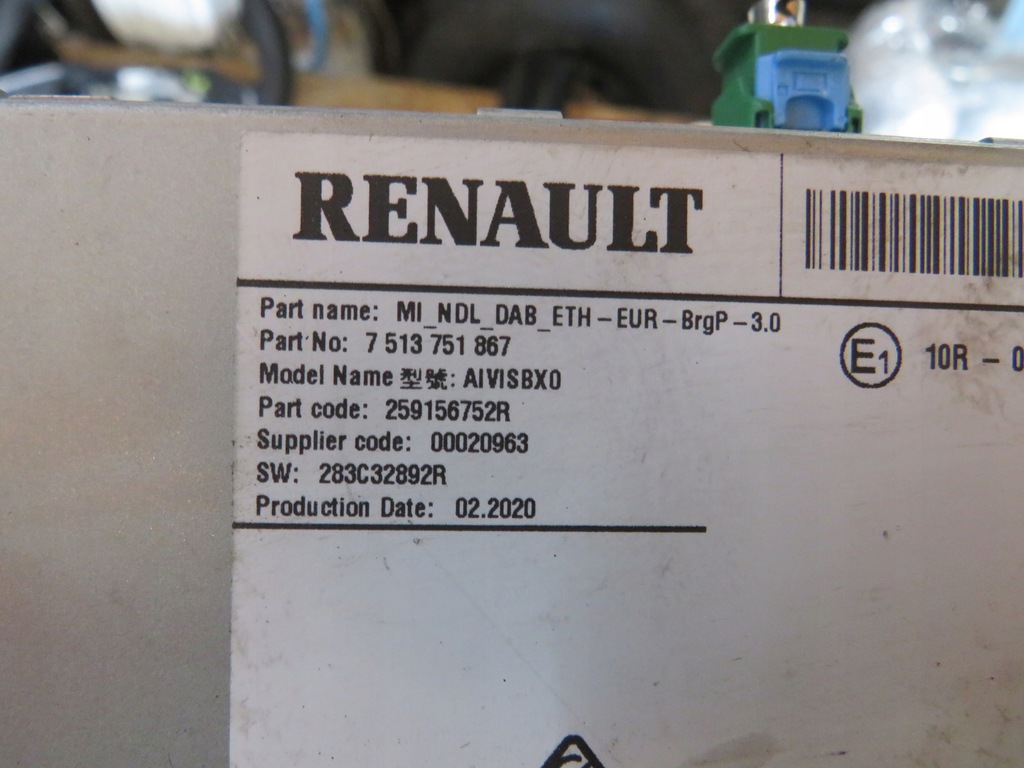 RENAULT
Part name: MI_NDL_DAB_ETH-EUR-BrgP-3.0
Part No: 7 513 751 867
Model Name 型號: AIVISBX0
Part code: 259156752R
Supplier code: 00020963
SW: 283C32892R
Production Date: 02.2020
E1
10R - 0